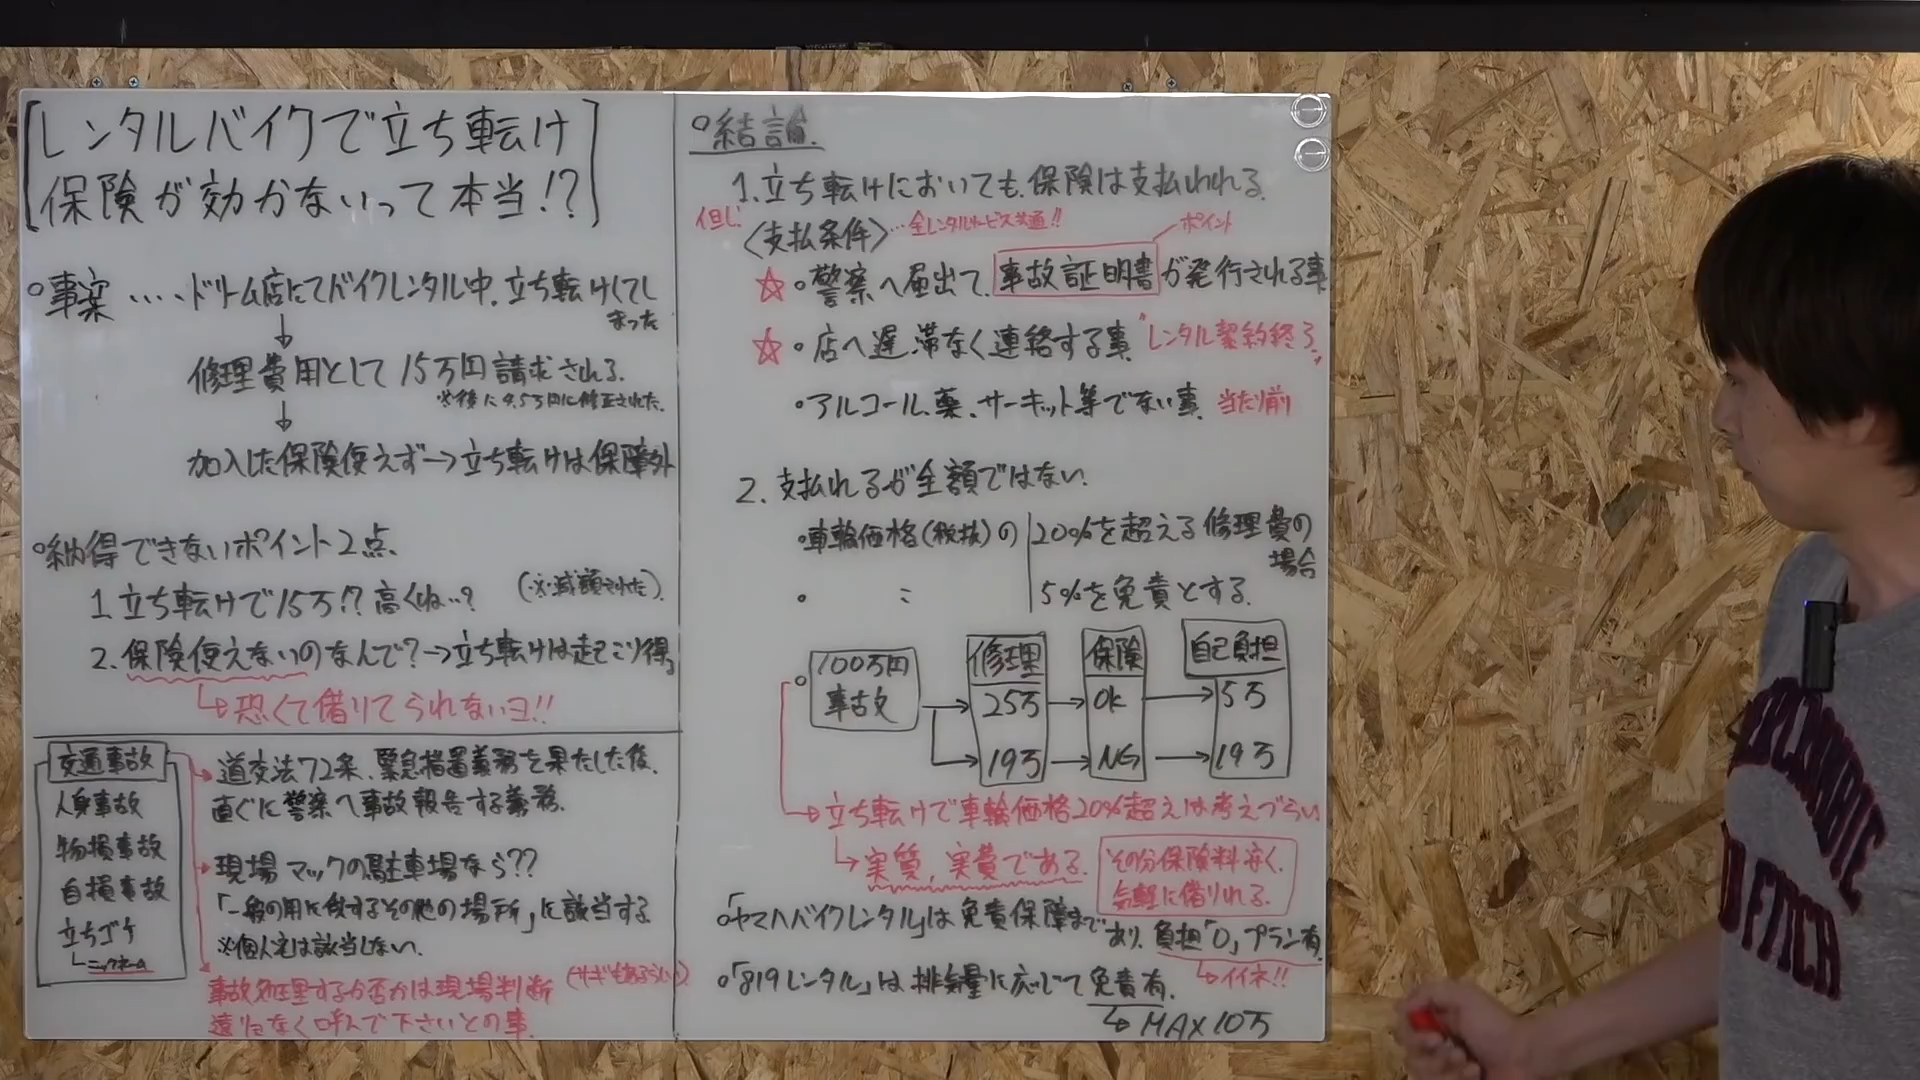 レンタルバイクで立ち転け
保険が効かないって本当!?
事案 ‥‥ドリーム店にてバイクレンタル中、立ち転けしてし
まった
↓
修理費用として15万円請求される。
※後に9.5万円に修正された。
↓
加入した保険使えず→立ち転けは保障外
納得できないポイント2点、
1.立ち転けで15万!?高くね‥?(※減額された)
2.保険使えないのなんで?→立ち転けは起こり得る
恐くて借りてられないヨ!!
交通事故
人身事故
物損事故
自損事故
立ちゴケ
道交法72条、緊急措置義務を果たした後、
直ぐに警察へ事故報告する義務。
現場 マックの駐車場なら??
「一般の用に供するその他の場所」に該当する
※個人宅は該当しない。
事故処理するか否かは現場判断
遠慮なく呼んで下さいとの事。
結論.
1.立ち転けにおいても、保険は支払われる。
但し
〈支払条件〉…全レンタルサービス共通!!
ポイント
☆・警察へ届出て、事故証明書が発行される事
☆・店へ遅滞なく連絡する事、"レンタル契約終了"
・アルコール、薬、サーキット等でない事、当たり前
2.支払れるが全額ではない。
・車輪価格(税抜)の 20%を超える修理費の
場合
・ 〃 5%を免責とする。
100万円
事故
修理 保険 自己負担
25万 → OK → 5万
19万 → NG → 19万
立ち転けで車輪価格20%超えは考えづらい
実質、実費である。
その分保険料安く、
気軽に借りれる。
「ヤマハバイクレンタル」は免責保障まで
あり、負担「0」プラン有。
イイネ!!
「819レンタル」は排気量に応じて免責有.
MAX10万